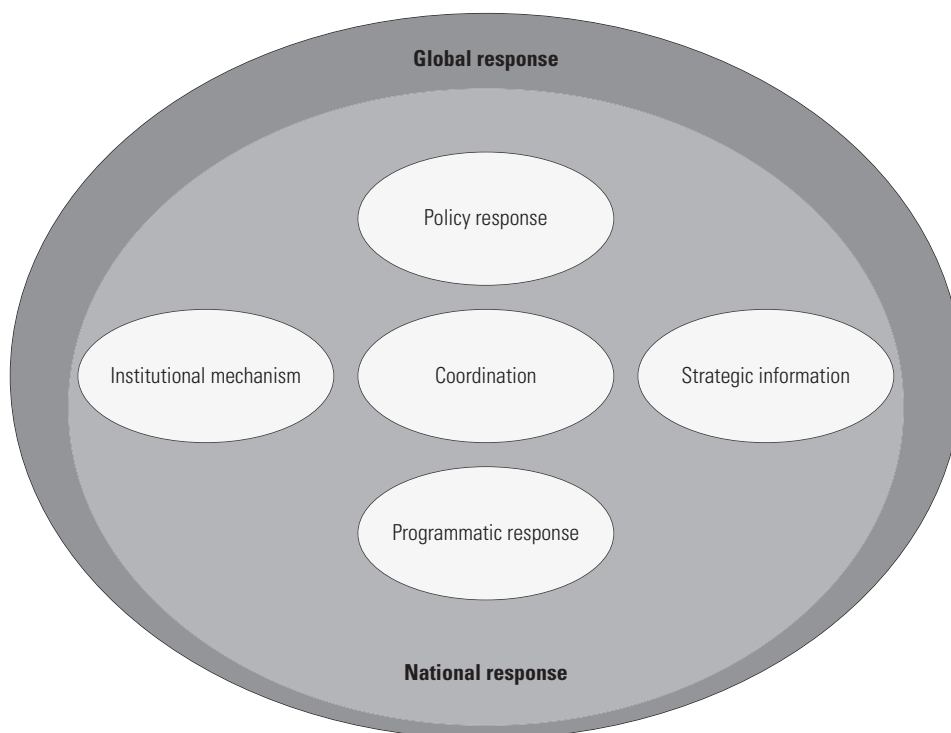 Global response
Policy response
Institutional mechanism
Coordination
Strategic information
Programmatic response
National response